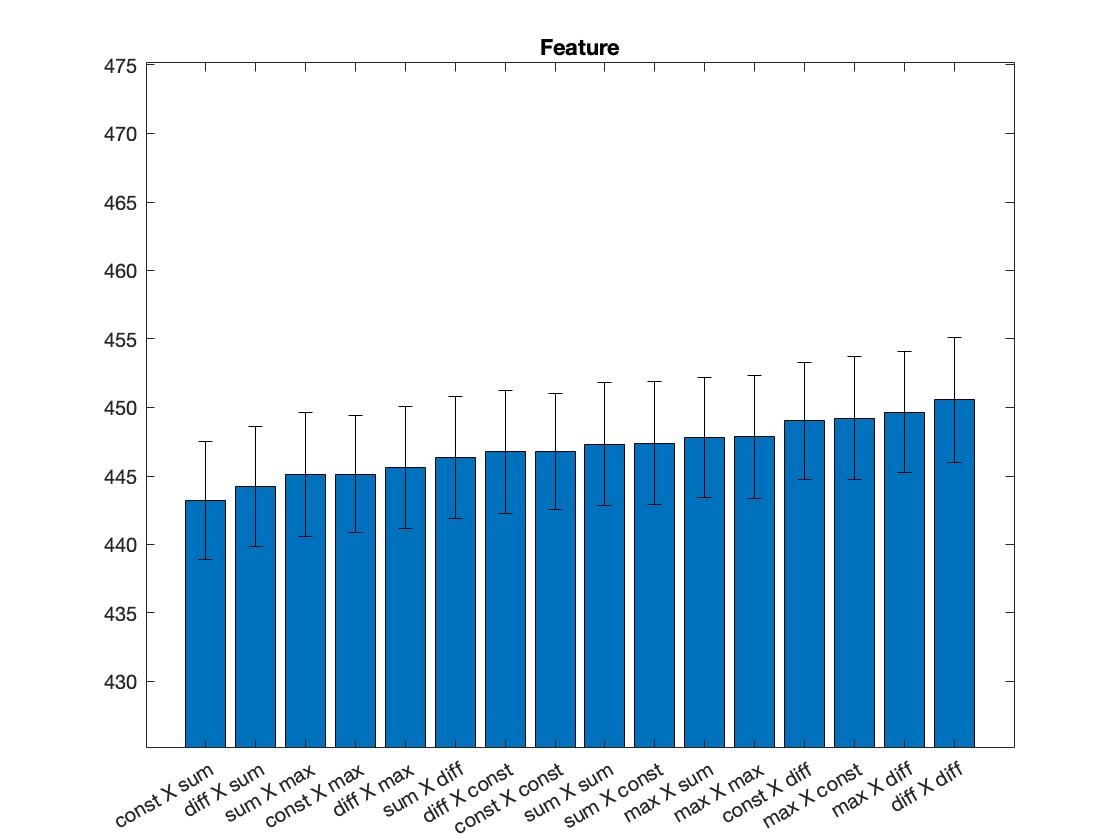 Feature
475
470
465
460
455
450
445
440
435
430
const X sum
diff X sum
sum X max
const X max
diff X max
sum X diff
diff X const
const X const
sum X sum
sum X const
max X sum
max X max
const X diff
max X const
max X diff
diff X diff